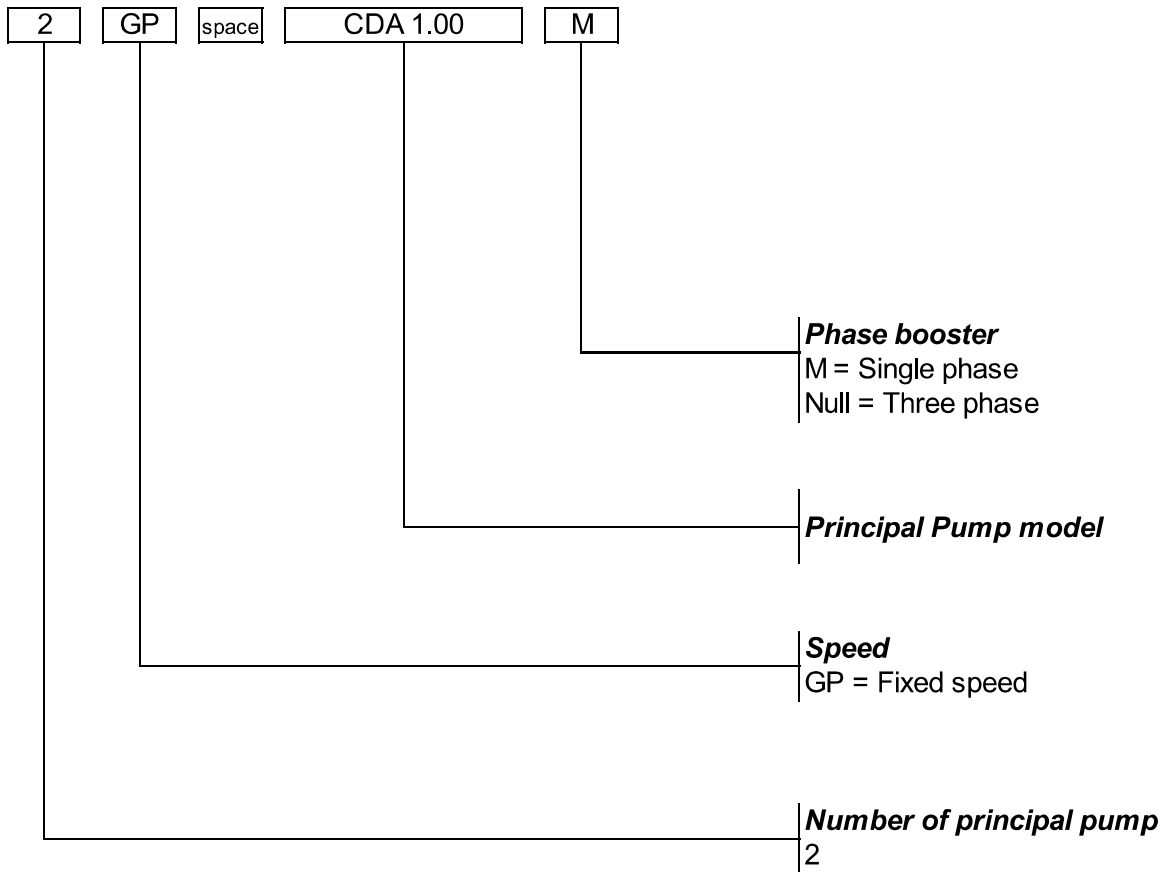 2 GP space CDA 1.00 M
Phase booster
M = Single phase
Null = Three phase
Principal Pump model
Speed
GP = Fixed speed
Number of principal pump
2